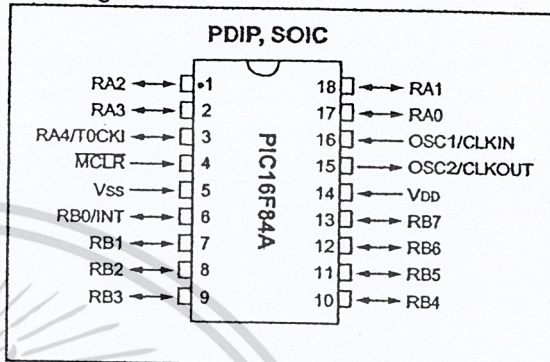 PDIP, SOIC
RA2 •1 18 RA1
RA3 2 17 RA0
RA4/T0CKI 3 16 OSC1/CLKIN
MCLR 4 15 OSC2/CLKOUT
Vss 5 14 VDD
RB0/INT 6 13 RB7
RB1 7 12 RB6
RB2 8 11 RB5
RB3 9 10 RB4
PIC16F84A